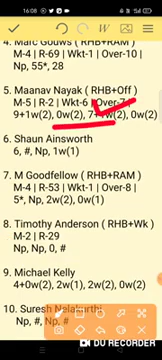 16:08
4. Marc Gouws ( RHB+RAM)
M-4 | R-69 | Wkt-1 | Over-10 |
Np, 55*, 28
5. Maanav Nayak ( RHB+Off)
M-5 | R-2 | Wkt-6 | Over-7 |
9+1w(2), 0w(2), 7+1w(2), 0w(2)
6. Shaun Ainsworth
6, #, Np, 1w(1)
7. M Goodfellow (RHB+RAM)
M-4 | R-53 | Wkt-1 | Over-8 |
5*, Np, 2w(2), 0w(1)
8. Timothy Anderson ( RHB+Wk)
M-2 | R-29
Np, Np, 0, #
9. Michael Kelly
4+0w(2), 1w(2), 2w(2), 0w(2)
10. Suresh
Np, #, Np, #
DU RECORDER